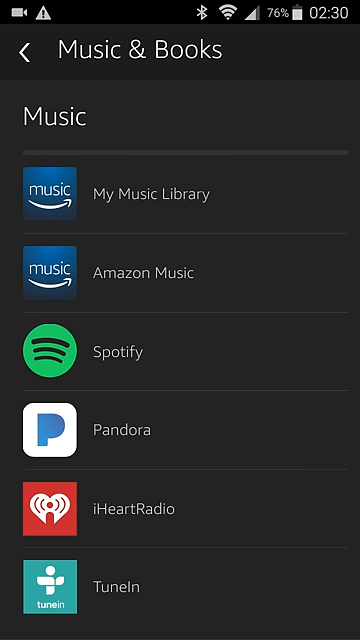 76% 02:30
Music & Books
Music
music
My Music Library
music
Amazon Music
Spotify
P
Pandora
iHeartRadio
tunein
TuneIn